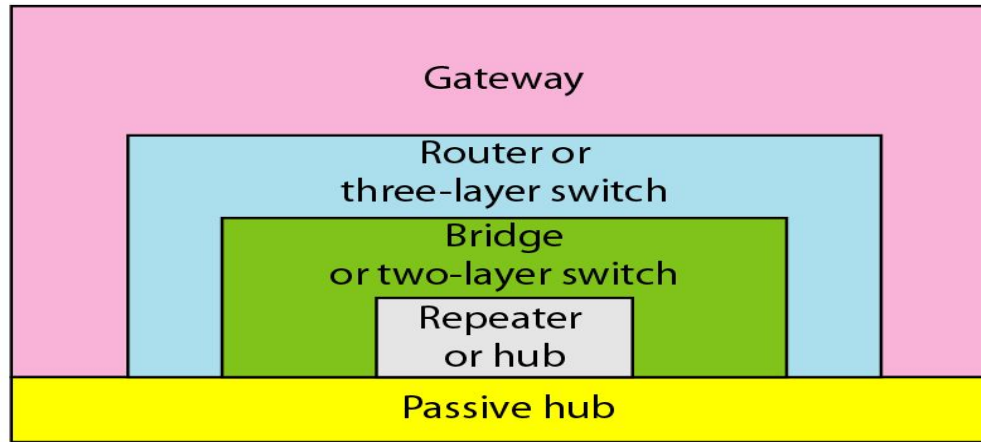 Gateway
Router or
three-layer switch
Bridge
or two-layer switch
Repeater
or hub
Passive hub